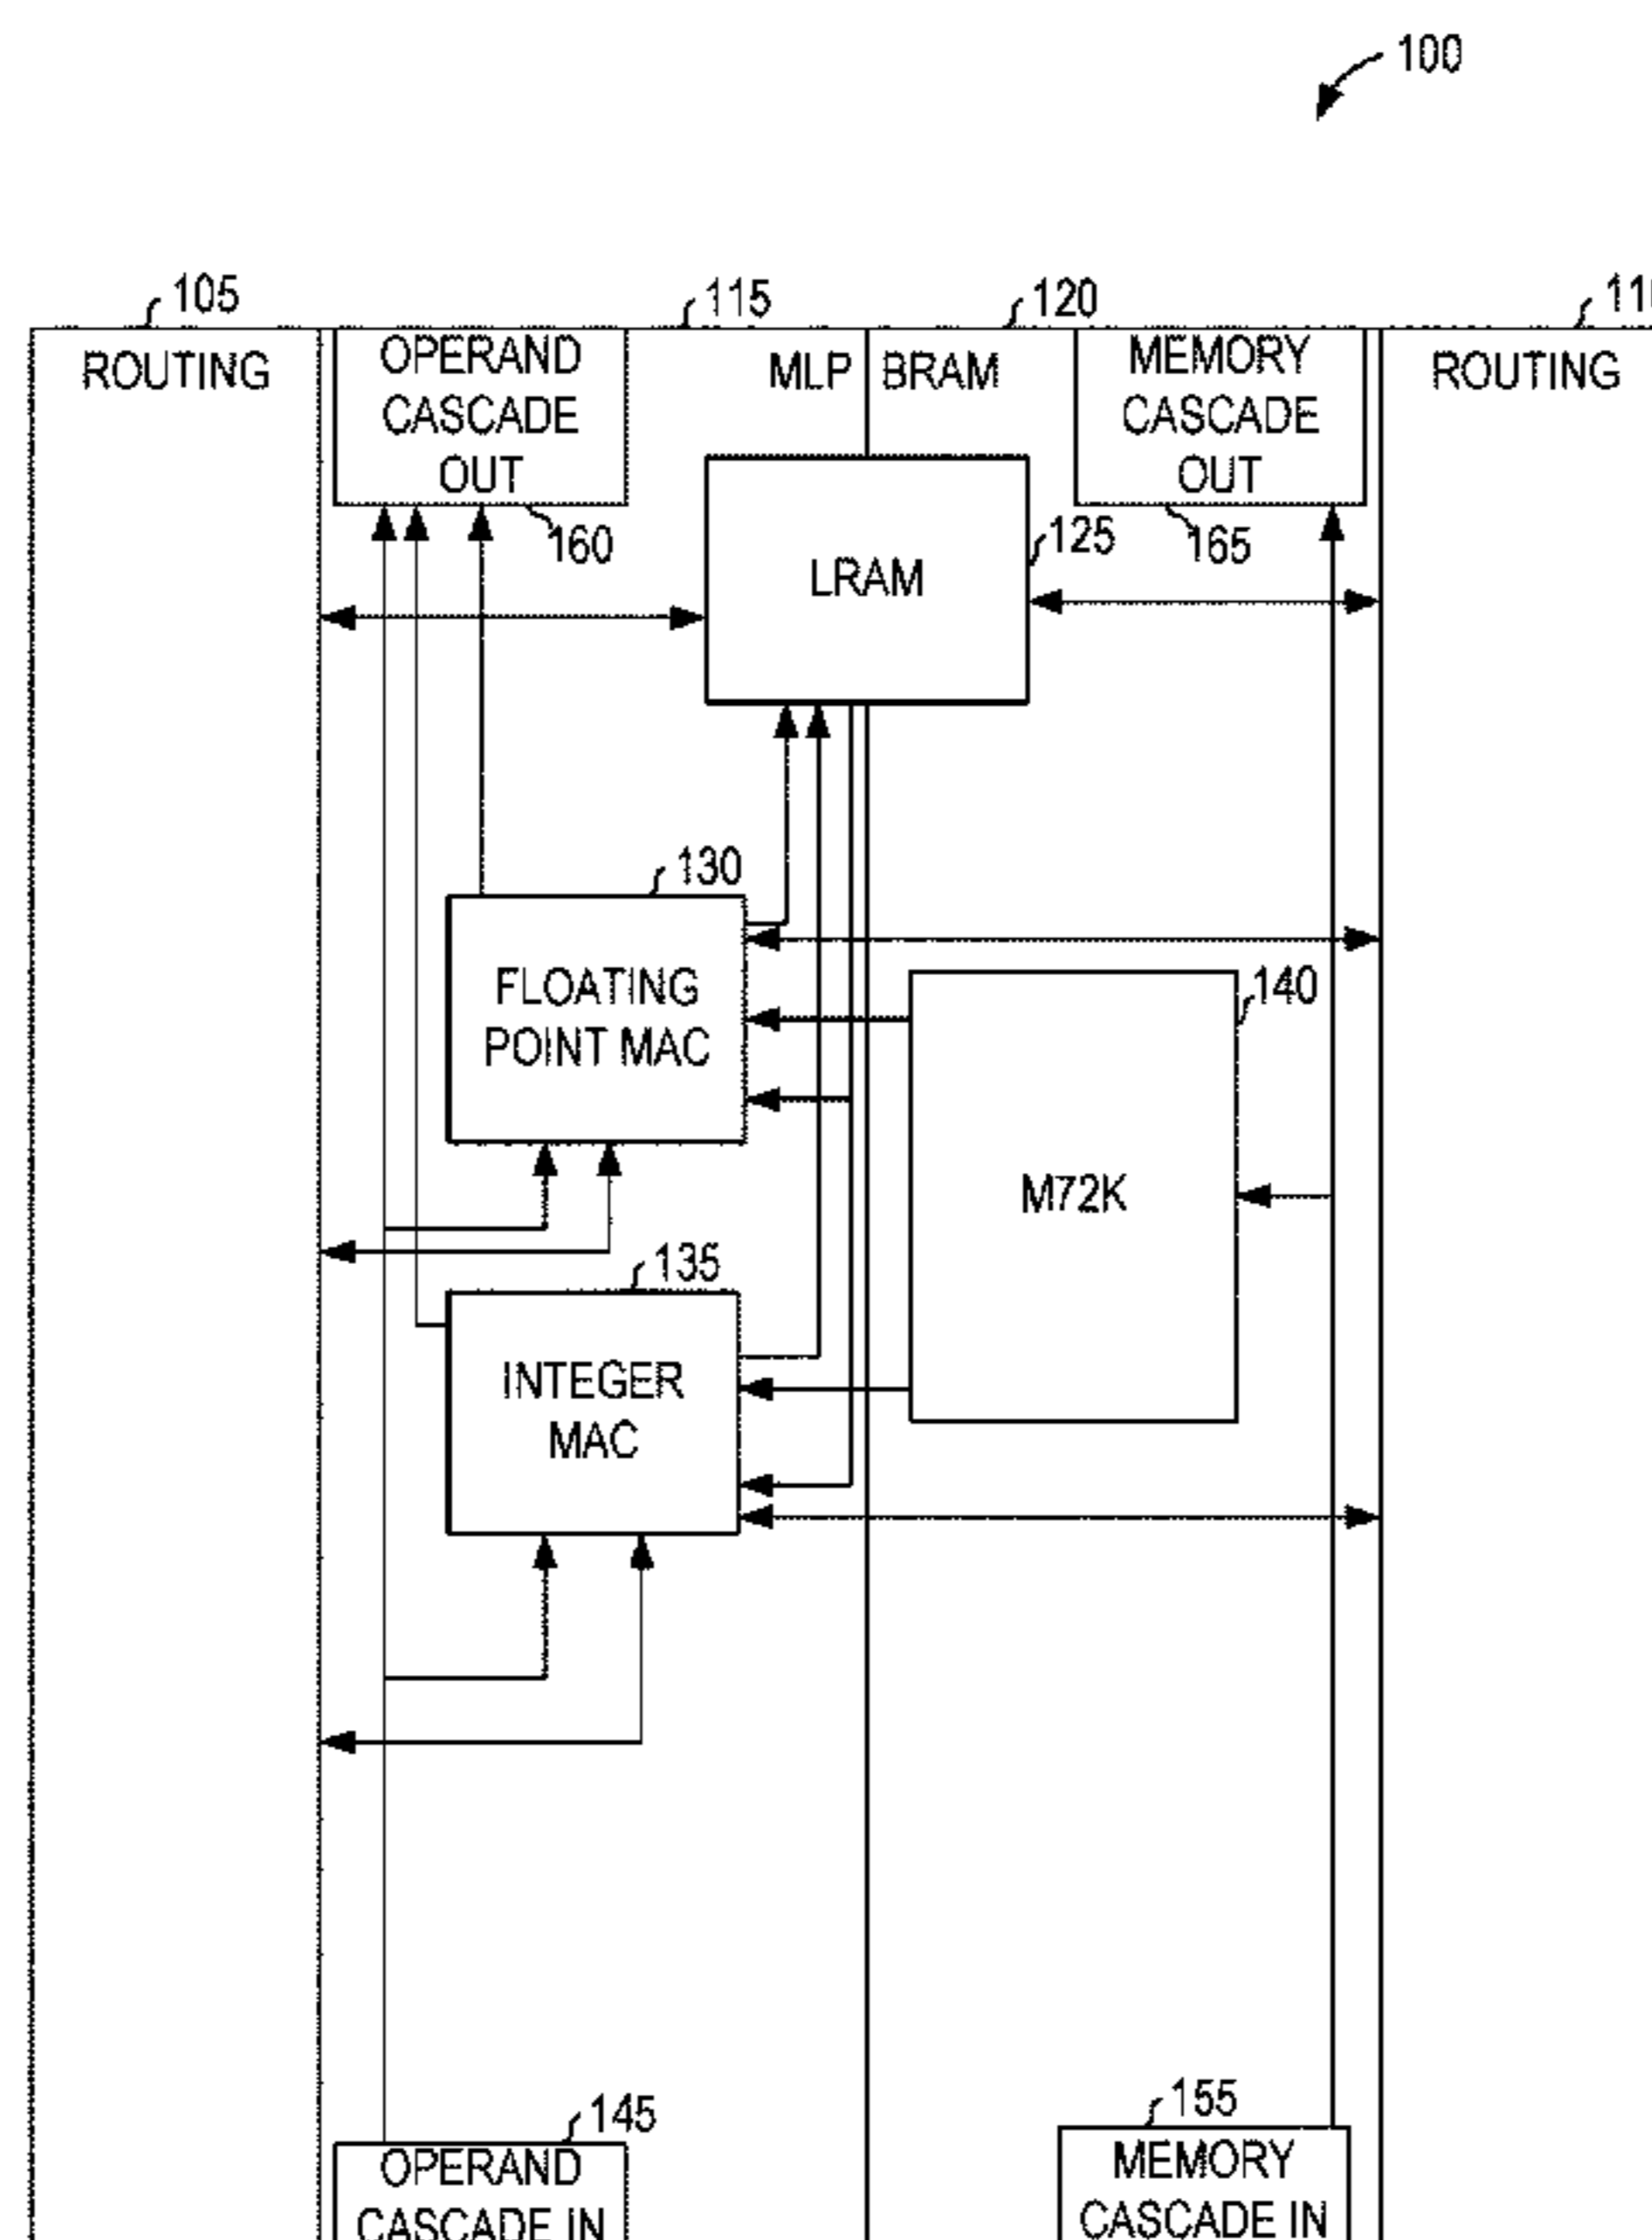 100
105
115
120
ROUTING
OPERAND
CASCADE
OUT
MLP
BRAM
MEMORY
CASCADE
OUT
ROUTING
160
125
165
LRAM
130
FLOATING
POINT MAC
140
M72K
135
INTEGER
MAC
145
155
OPERAND
CASCADE IN
MEMORY
CASCADE IN